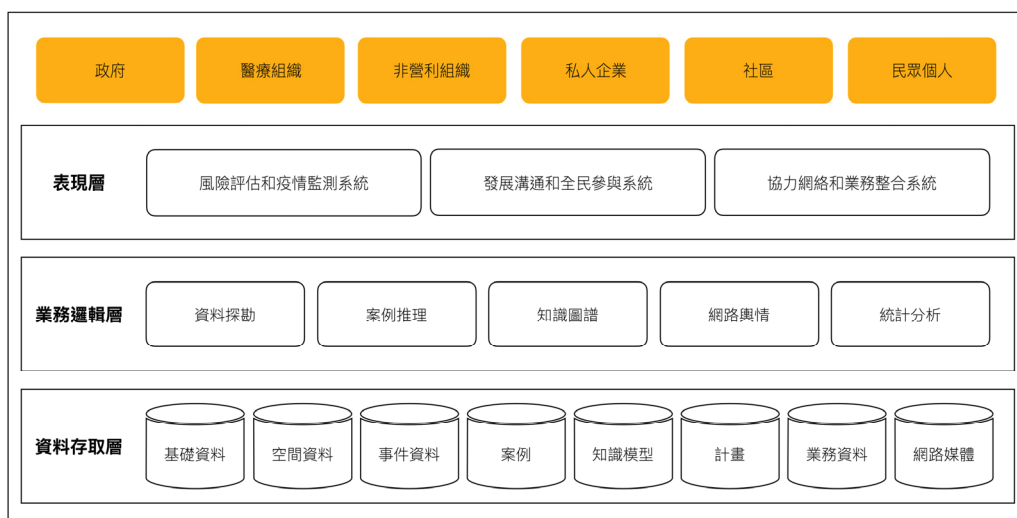 政府
醫療組織
非營利組織
私人企業
社區
民眾個人
表現層
風險評估和疫情監測系統
發展溝通和全民參與系統
協力網絡和業務整合系統
業務邏輯層
資料探勘
案例推理
知識圖譜
網路輿情
統計分析
資料存取層
基礎資料
空間資料
事件資料
案例
知識模型
計畫
業務資料
網路媒體